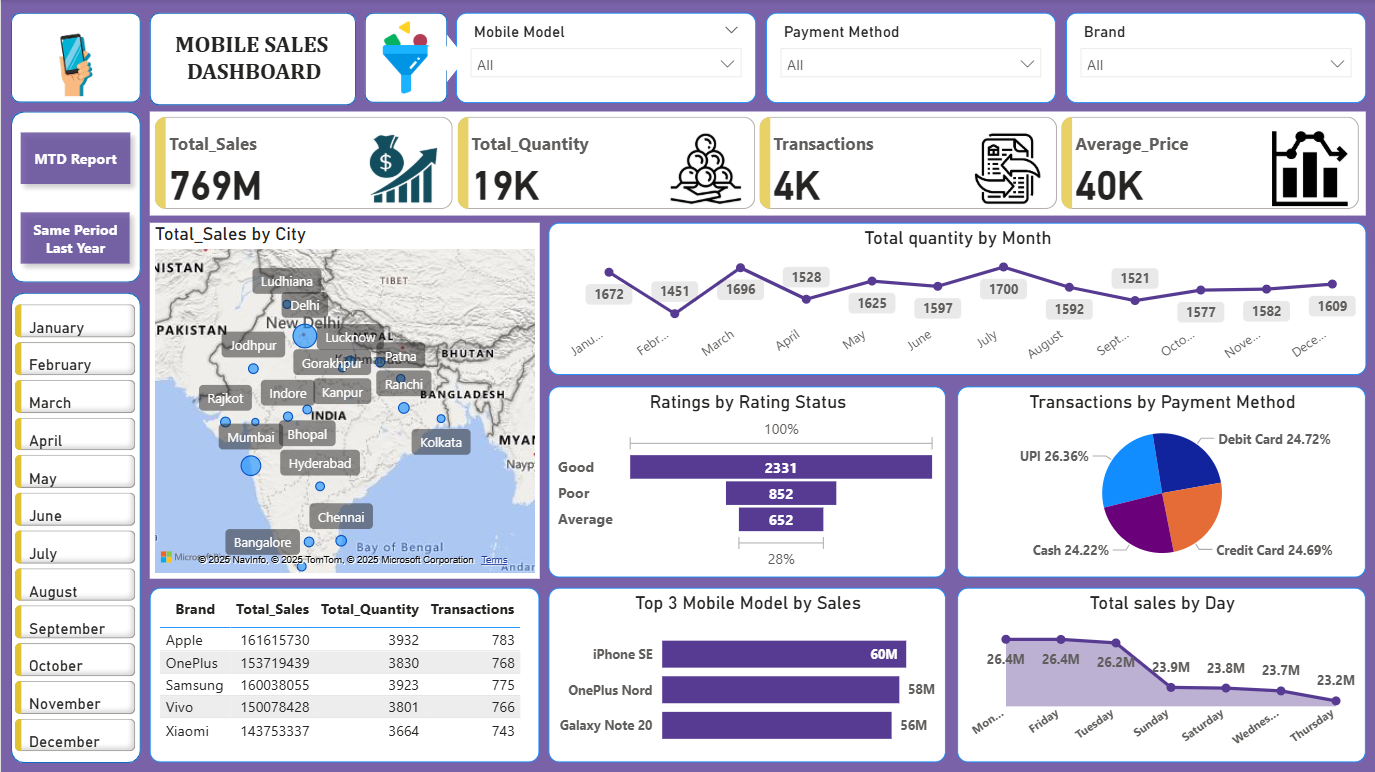 MOBILE SALES
DASHBOARD
Mobile Model
All
Payment Method
All
Brand
All
MTD Report
Same Period
Last Year
January
February
March
April
May
June
July
August
September
October
November
December
Total_Sales
769M
Total_Quantity
19K
Transactions
4K
Average_Price
40K
Total_Sales by City
NISTAN
TIBET
Ludhiana
Delhi
New Delhi
PAKISTAN
Lucknow
NEPAL
Jodhpur
Gorakhpur
Patna
BHUTAN
Ranchi
Rajkot
Indore
Kanpur
BANGLADESH
INDIA
Mumbai
Bhopal
Kolkata
MYAN
Hyderabad
Nayp
Chennai
Bangalore
Bay of Bengal
Microsoft
© 2025 NavInfo, © 2025 TomTom, © 2025 Microsoft Corporation Terms
Andar
Total quantity by Month
1672
1451
1696
1528
1625
1597
1700
1592
1521
1577
1582
1609
Janu...
Febr...
March
April
May
June
July
August
Sept...
Octo...
Nove...
Dece...
Ratings by Rating Status
100%
Good 2331
Poor 852
Average 652
28%
Transactions by Payment Method
Debit Card 24.72%
UPI 26.36%
Cash 24.22%
Credit Card 24.69%
Brand Total_Sales Total_Quantity Transactions
Apple 161615730 3932 783
OnePlus 153719439 3830 768
Samsung 160038055 3923 775
Vivo 150078428 3801 766
Xiaomi 143753337 3664 743
Top 3 Mobile Model by Sales
iPhone SE 60M
OnePlus Nord 58M
Galaxy Note 20 56M
Total sales by Day
26.4M
26.4M
26.2M
23.9M
23.8M
23.7M
23.2M
Mon...
Friday
Tuesday
Sunday
Saturday
Wednes...
Thursday